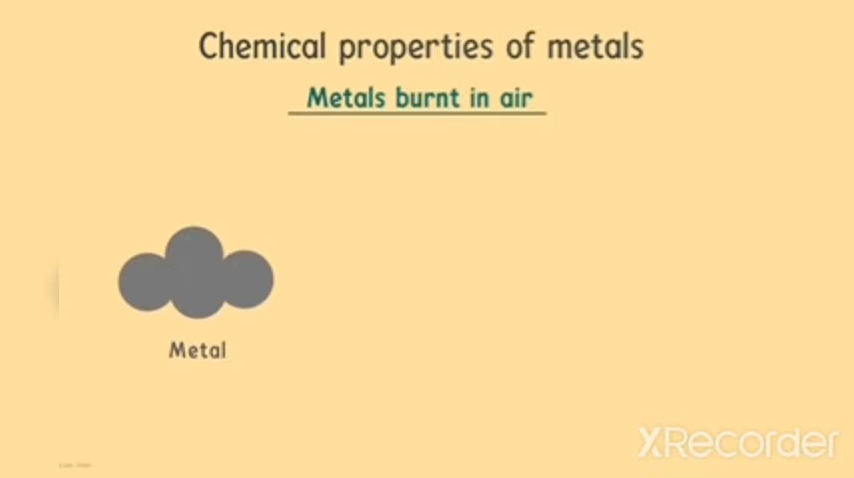 Chemical properties of metals
Metals burnt in air
Metal
XRecorder